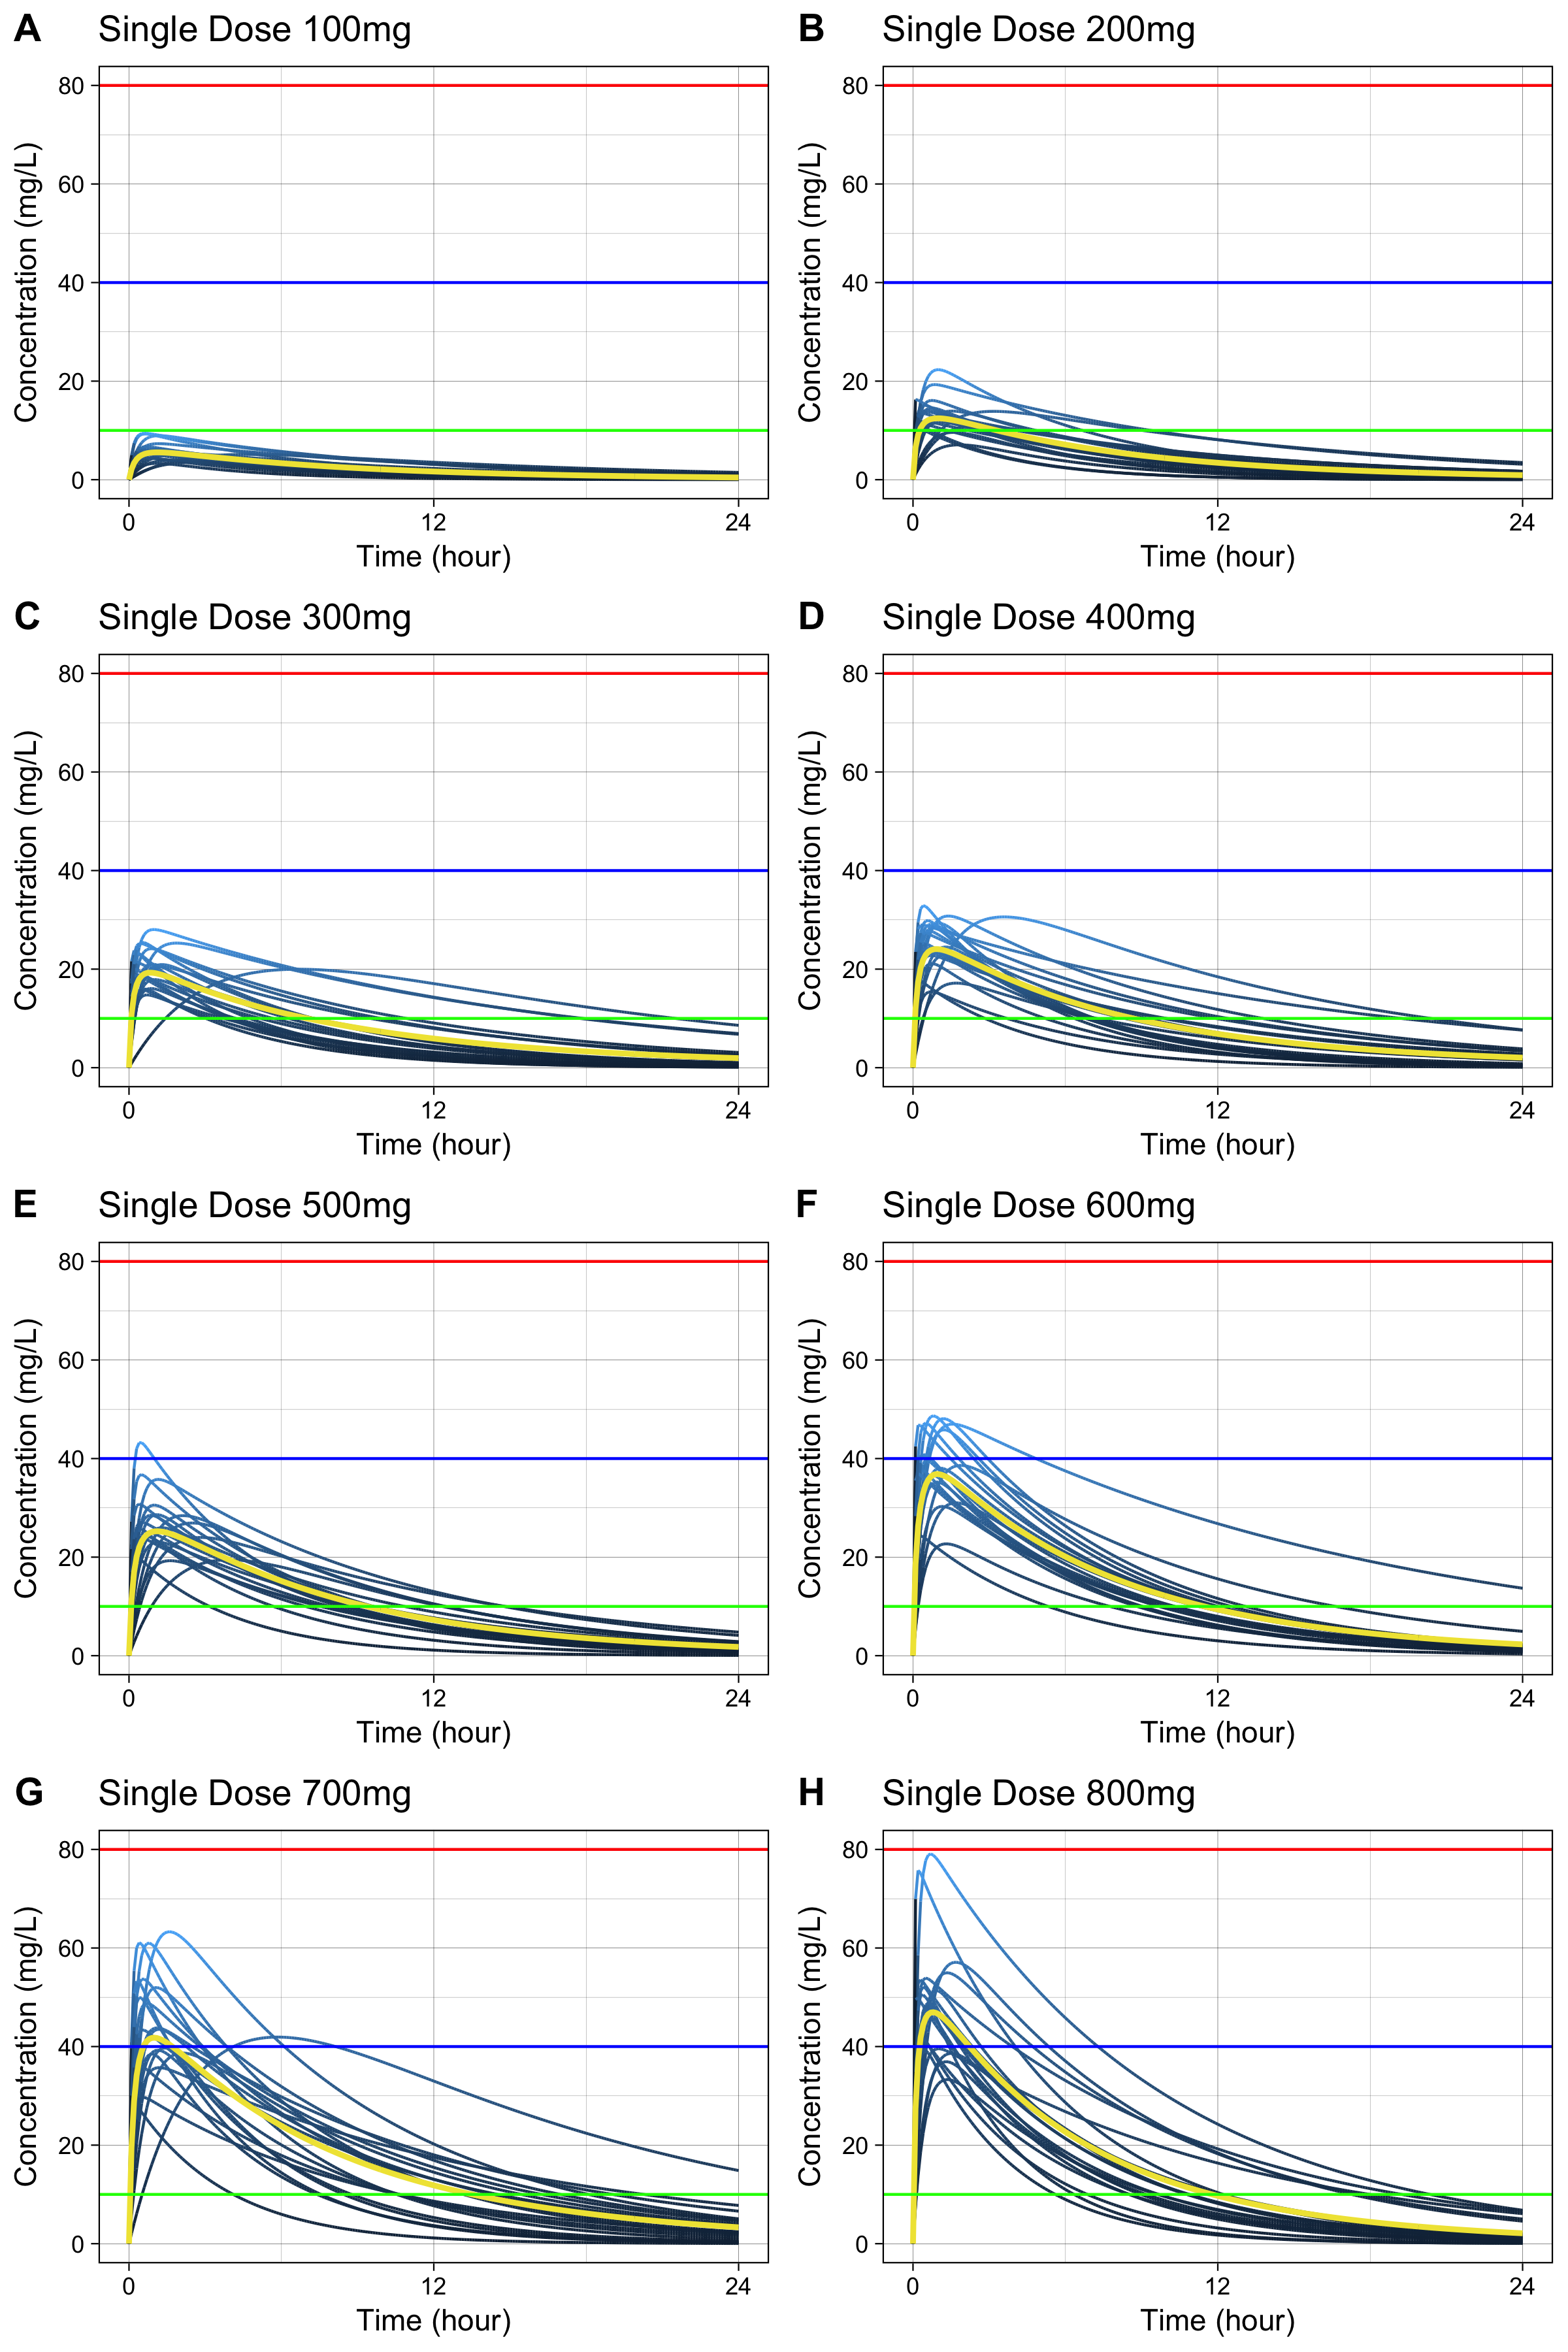 A Single Dose 100mg
Concentration (mg/L)
80
60
40
20
0
0 12 24
Time (hour)
B Single Dose 200mg
Concentration (mg/L)
80
60
40
20
0
0 12 24
Time (hour)
C Single Dose 300mg
Concentration (mg/L)
80
60
40
20
0
0 12 24
Time (hour)
D Single Dose 400mg
Concentration (mg/L)
80
60
40
20
0
0 12 24
Time (hour)
E Single Dose 500mg
Concentration (mg/L)
80
60
40
20
0
0 12 24
Time (hour)
F Single Dose 600mg
Concentration (mg/L)
80
60
40
20
0
0 12 24
Time (hour)
G Single Dose 700mg
Concentration (mg/L)
80
60
40
20
0
0 12 24
Time (hour)
H Single Dose 800mg
Concentration (mg/L)
80
60
40
20
0
0 12 24
Time (hour)